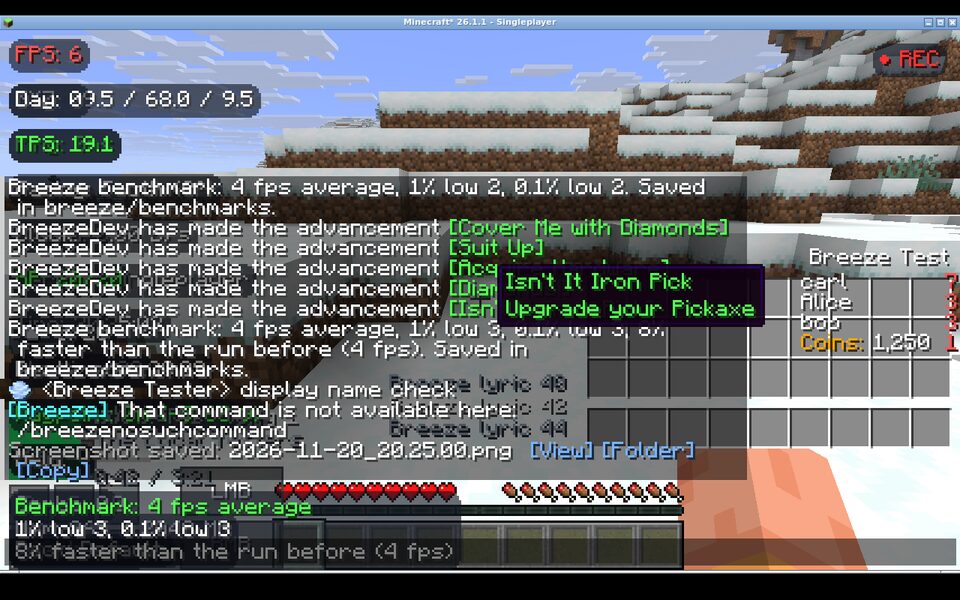 Minecraft* 26.1.1 - Singleplayer
FPS: 6
REC
Day: 09.5 / 68.0 / 9.5
TPS: 19.1
Breeze benchmark: 4 fps average, 1% low 2, 0.1% low 2. Saved
in breeze/benchmarks.
BreezeDev has made the advancement [Cover Me with Diamonds]
BreezeDev has made the advancement [Suit Up]
BreezeDev has made the advancement
BreezeDev has made the advancement
BreezeDev has made the advancement
Isn't It Iron Pick
Upgrade your Pickaxe
Breeze benchmark: 4 fps average, 1% low 3, 0.1% low 3, 8%
faster than the run before (4 fps). Saved in
breeze/benchmarks.
<Breeze Tester> display name check
[Breeze] That command is not available here:
/breezenosuchcommand
Screenshot saved: 2026-11-20_20.25.00.png [View] [Folder]
[Copy]
Breeze Test
carl
Alice
bob
Coins: 1,250
Breeze lyric 40
Breeze lyric 42
Breeze lyric 44
LMB
Benchmark: 4 fps average
1% low 3, 0.1% low 3
8% faster than the run before (4 fps)